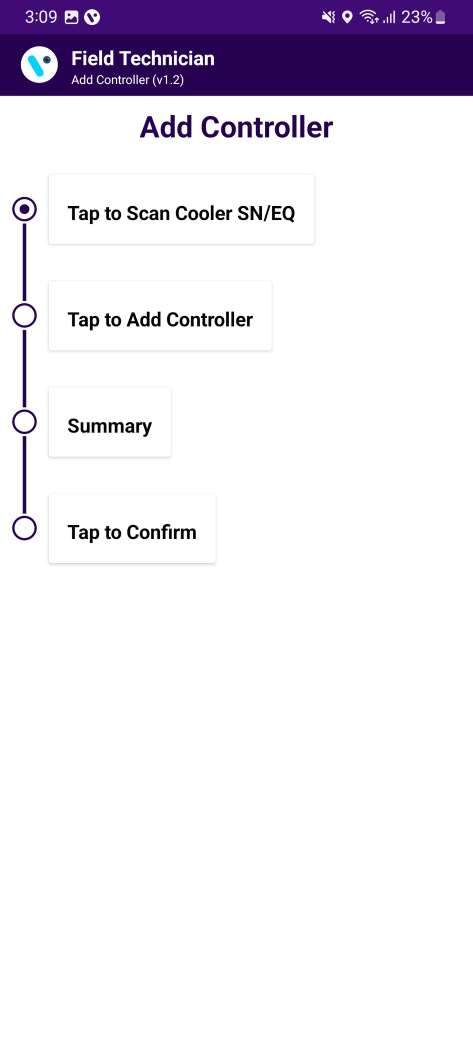 3:09 23%
Field Technician
Add Controller (v1.2)
Add Controller
Tap to Scan Cooler SN/EQ
Tap to Add Controller
Summary
Tap to Confirm